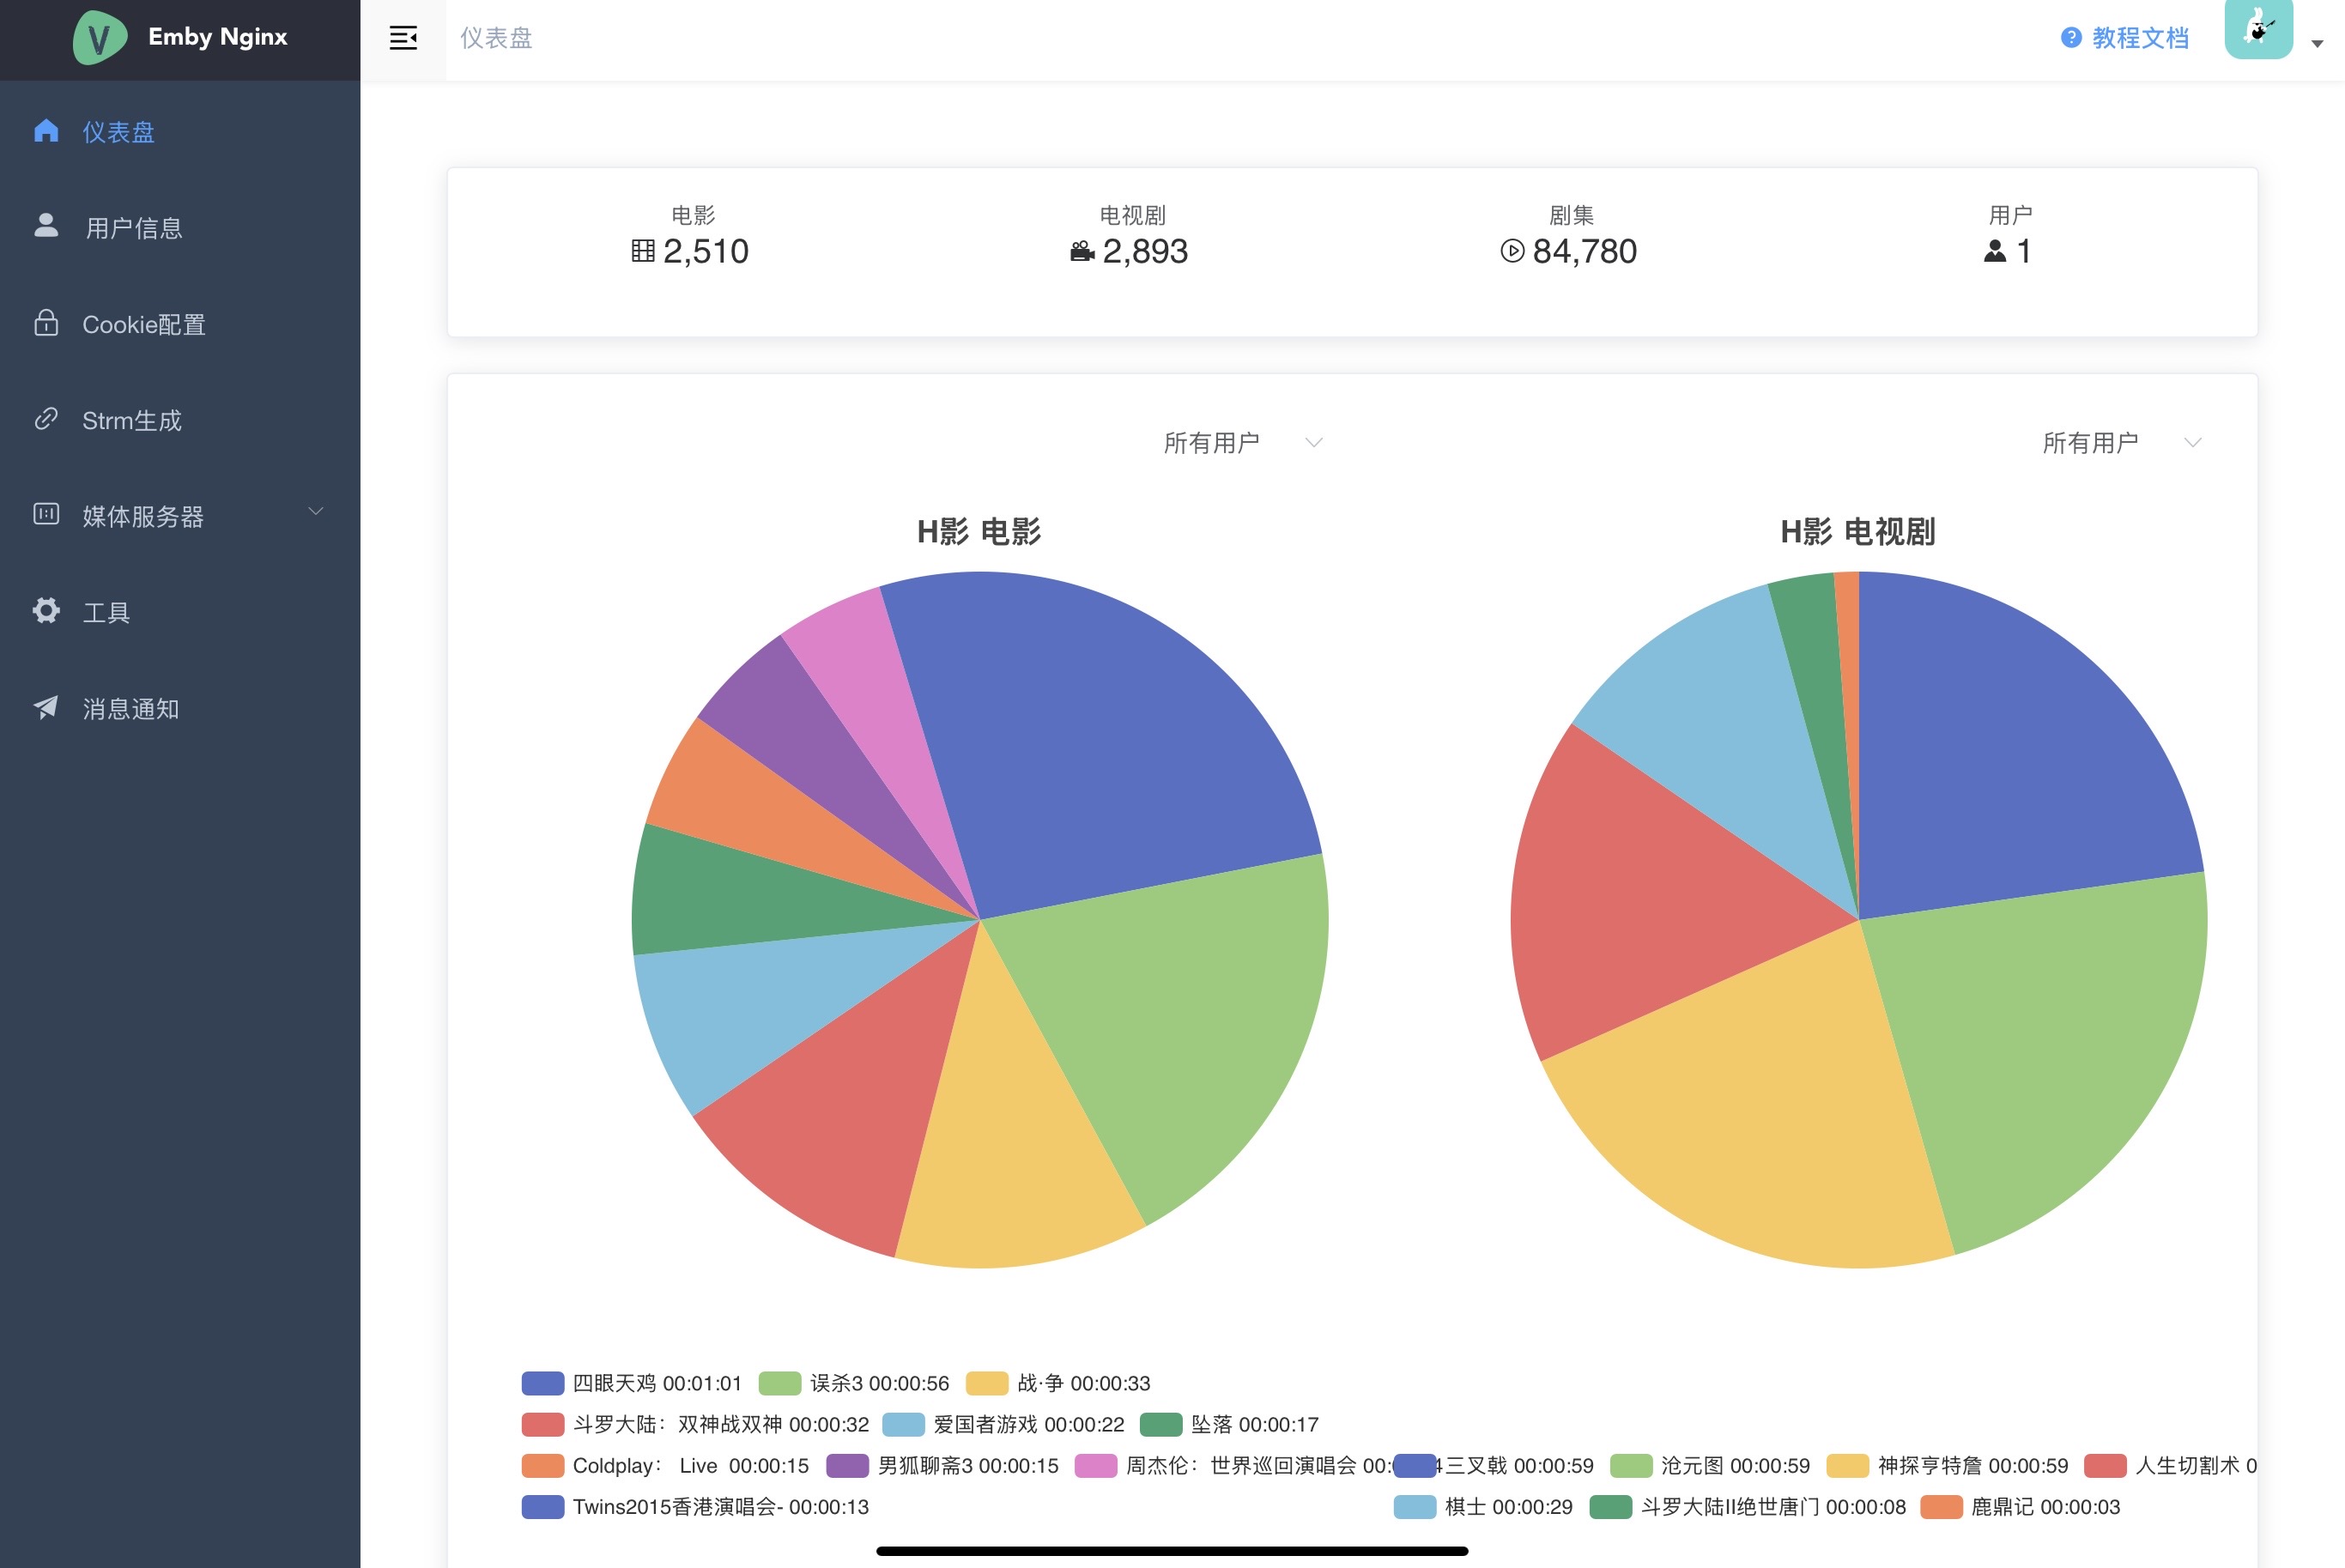 Emby Nginx
仪表盘
教程文档
仪表盘
用户信息
Cookie配置
Strm生成
媒体服务器
工具
消息通知
电影
2,510
电视剧
2,893
剧集
84,780
用户
1
所有用户
所有用户
H影 电影
H影 电视剧
四眼天鸡 00:01:01 误杀3 00:00:56 战·争 00:00:33
斗罗大陆：双神战双神 00:00:32 爱国者游戏 00:00:22 坠落 00:00:17
Coldplay： Live 00:00:15 男狐聊斋3 00:00:15 周杰伦：世界巡回演唱会
Twins2015香港演唱会- 00:00:13
三叉戟 00:00:59 沧元图 00:00:59 神探亨特詹 00:00:59 人生切割术
棋士 00:00:29 斗罗大陆II绝世唐门 00:00:08 鹿鼎记 00:00:03